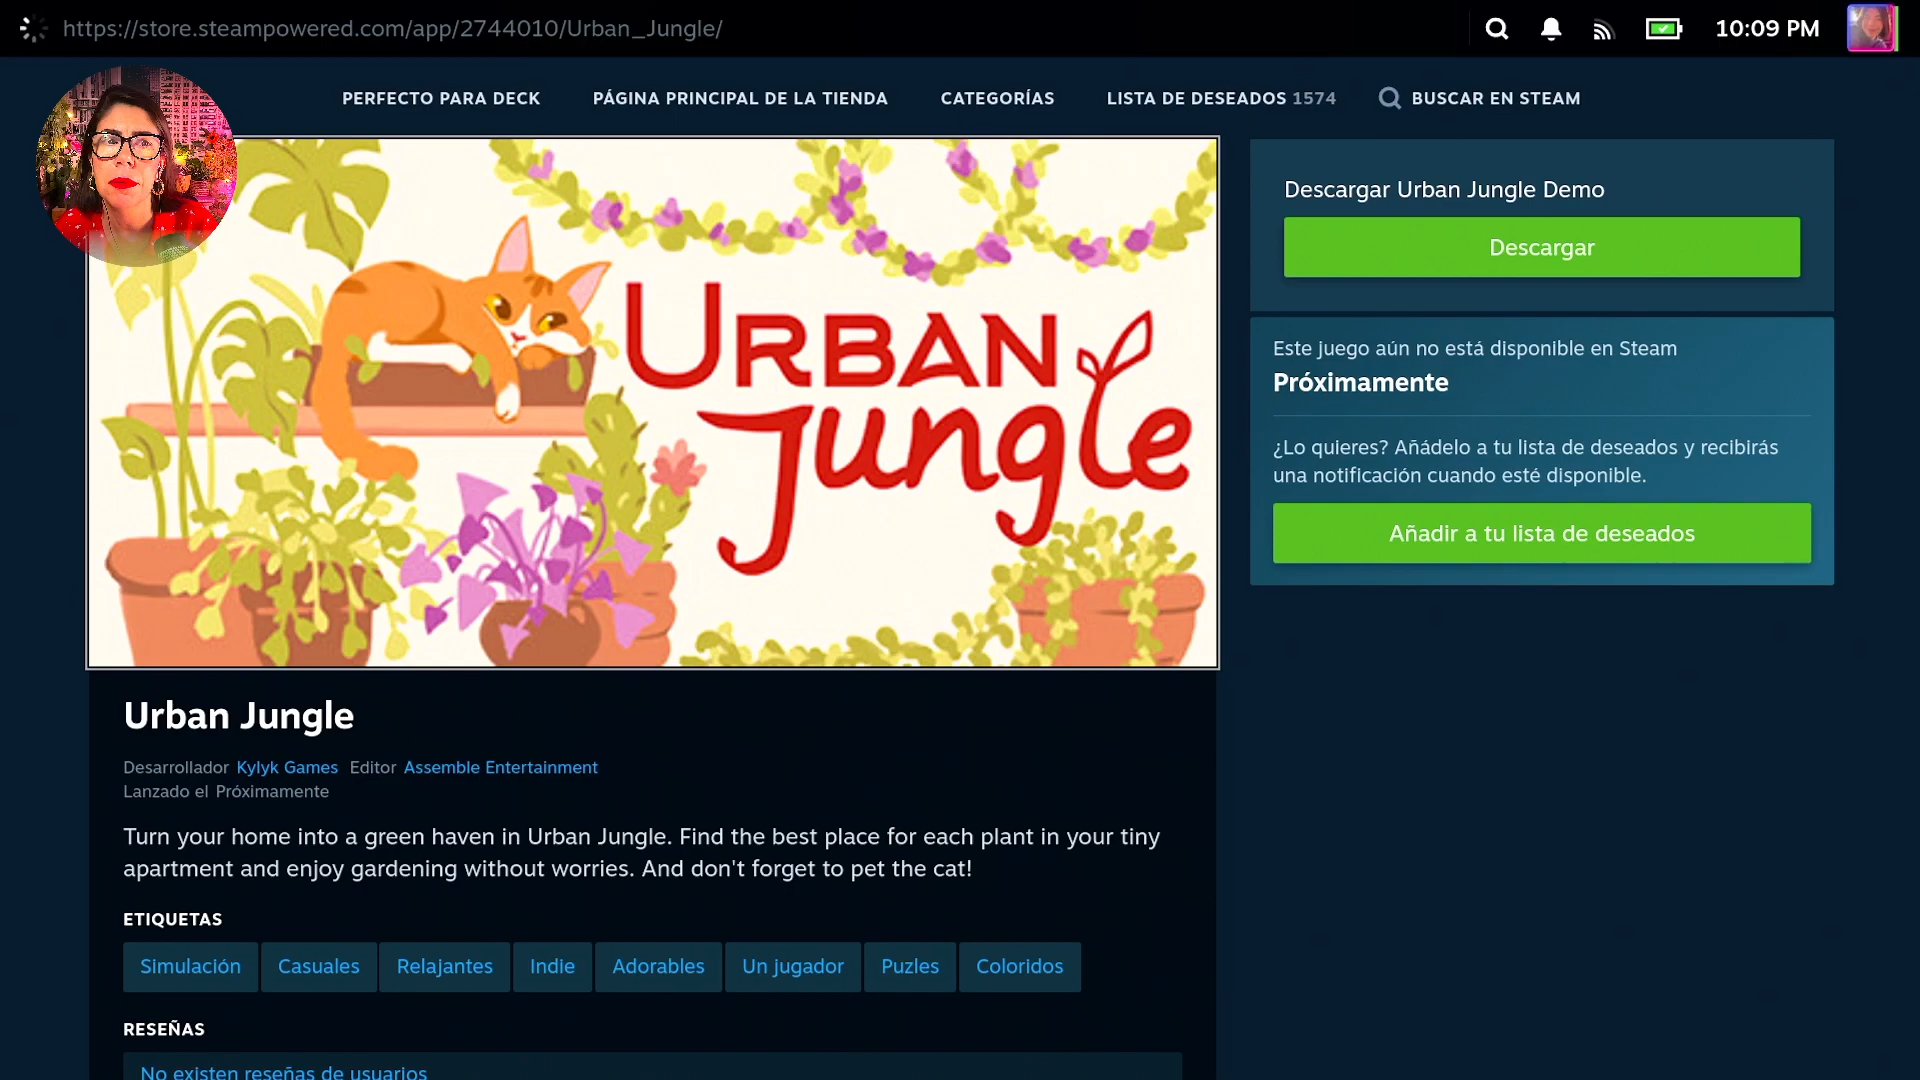 https://store.steampowered.com/app/2744010/Urban_Jungle/
10:09 PM
PERFECTO PARA DECK
PÁGINA PRINCIPAL DE LA TIENDA
CATEGORÍAS
LISTA DE DESEADOS 1574
BUSCAR EN STEAM
URBAN
Jungle
Descargar Urban Jungle Demo
Descargar
Este juego aún no está disponible en Steam
Próximamente
¿Lo quieres? Añádelo a tu lista de deseados y recibirás
una notificación cuando esté disponible.
Añadir a tu lista de deseados
Urban Jungle
Desarrollador Kylyk Games Editor Assemble Entertainment
Lanzado el Próximamente
Turn your home into a green haven in Urban Jungle. Find the best place for each plant in your tiny
apartment and enjoy gardening without worries. And don't forget to pet the cat!
ETIQUETAS
Simulación
Casuales
Relajantes
Indie
Adorables
Un jugador
Puzles
Coloridos
RESEÑAS
No existen reseñas de usuarios